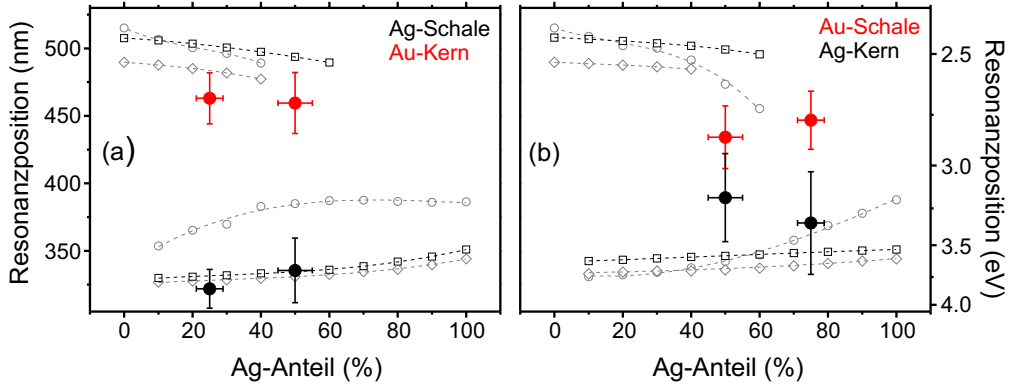 Resonanzposition (nm)
500
450
400
350
(a)
Ag-Schale
Au-Kern
0
20
40
60
80
100
Ag-Anteil (%)
(b)
Au-Schale
Ag-Kern
0
20
40
60
80
100
Ag-Anteil (%)
2.5
3.0
3.5
4.0
Resonanzposition (eV)